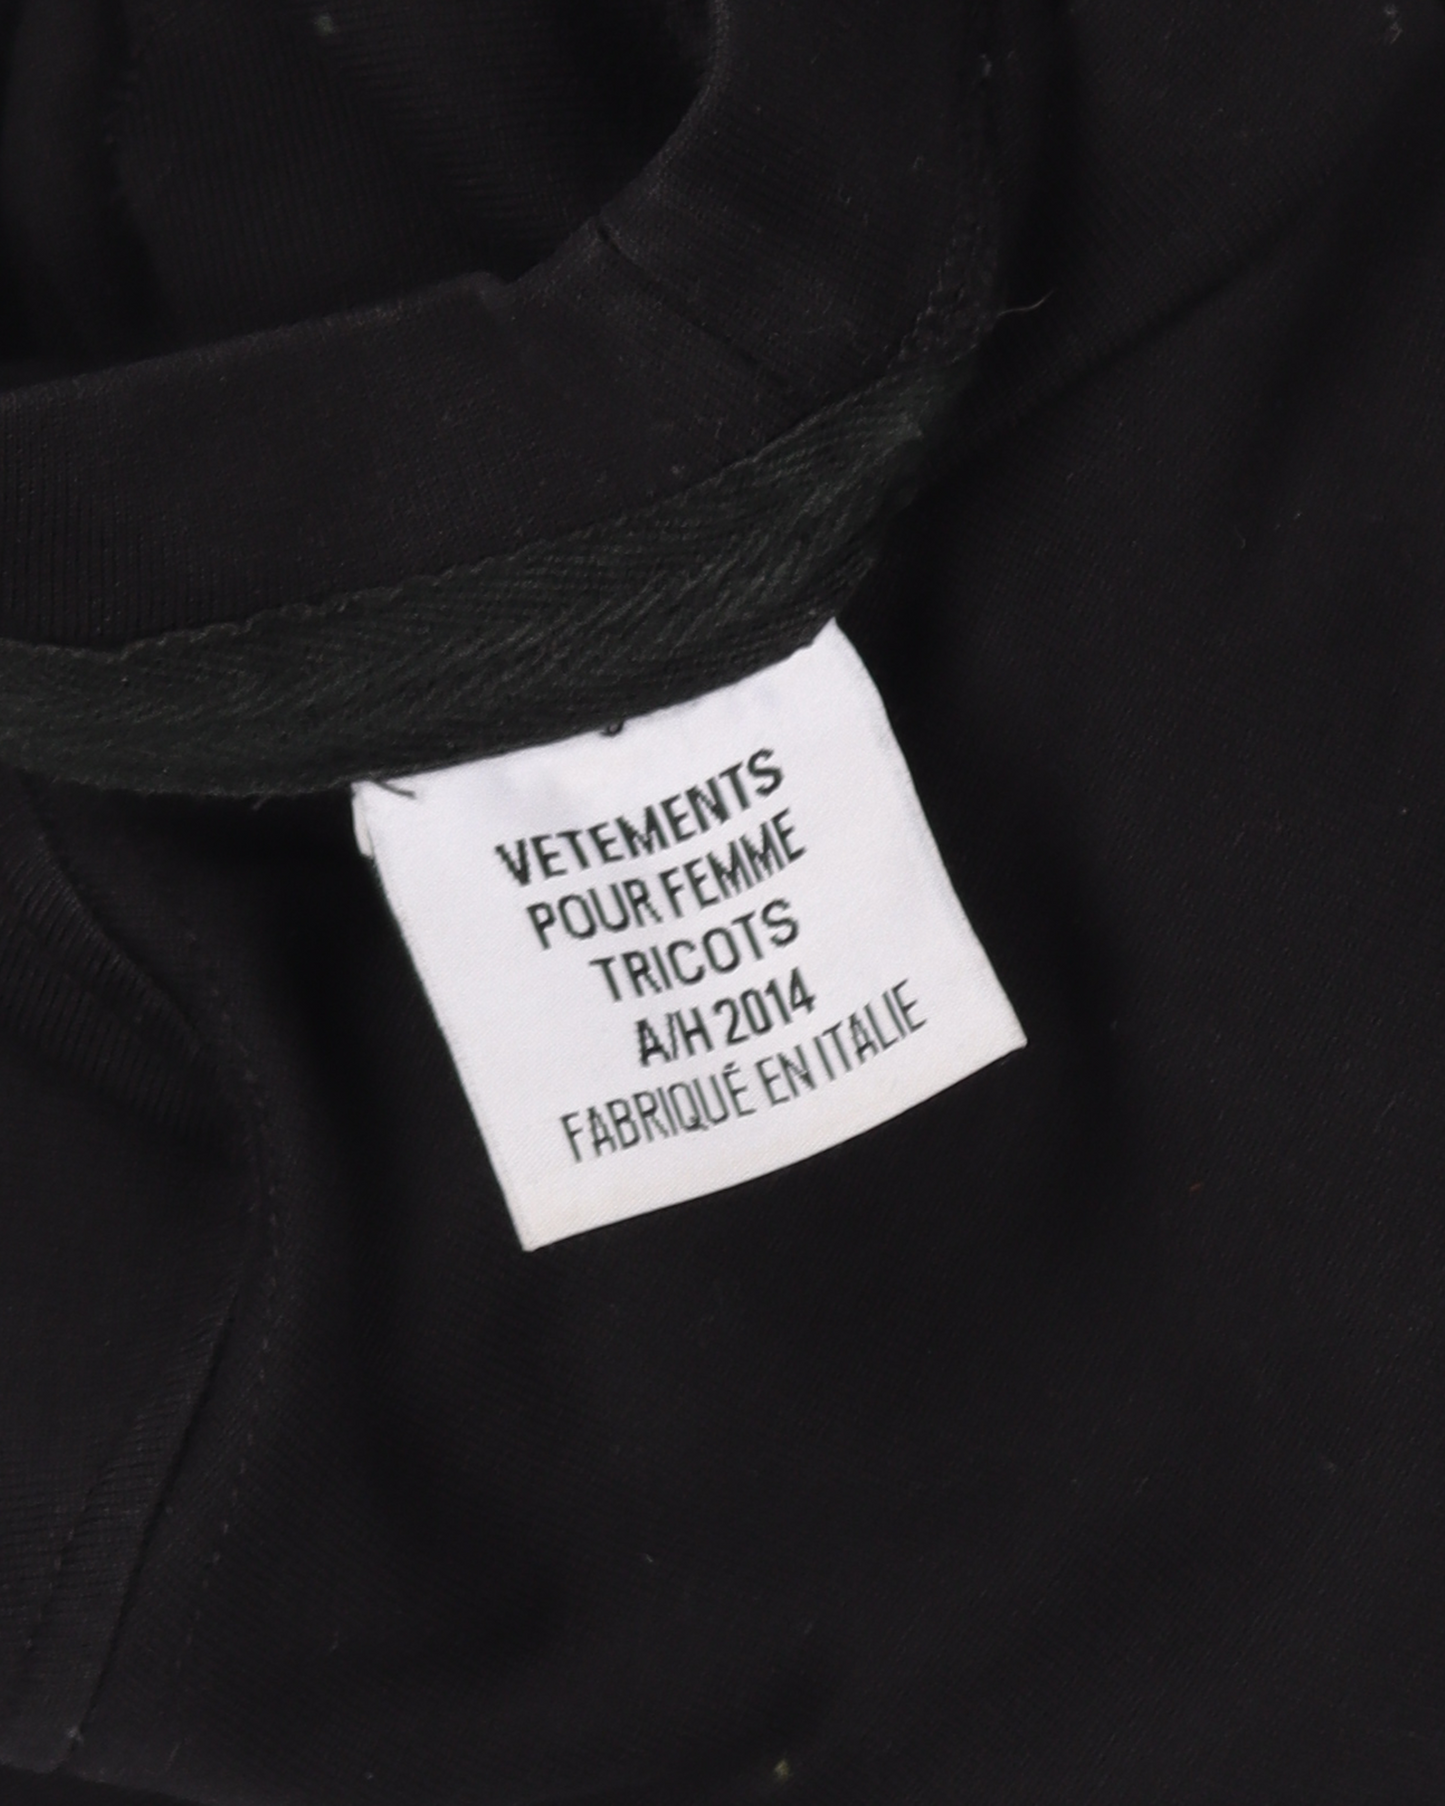 VETEMENTS
POUR FEMME
TRICOTS
A/H 2014
FABRIQUÉ EN ITALIE